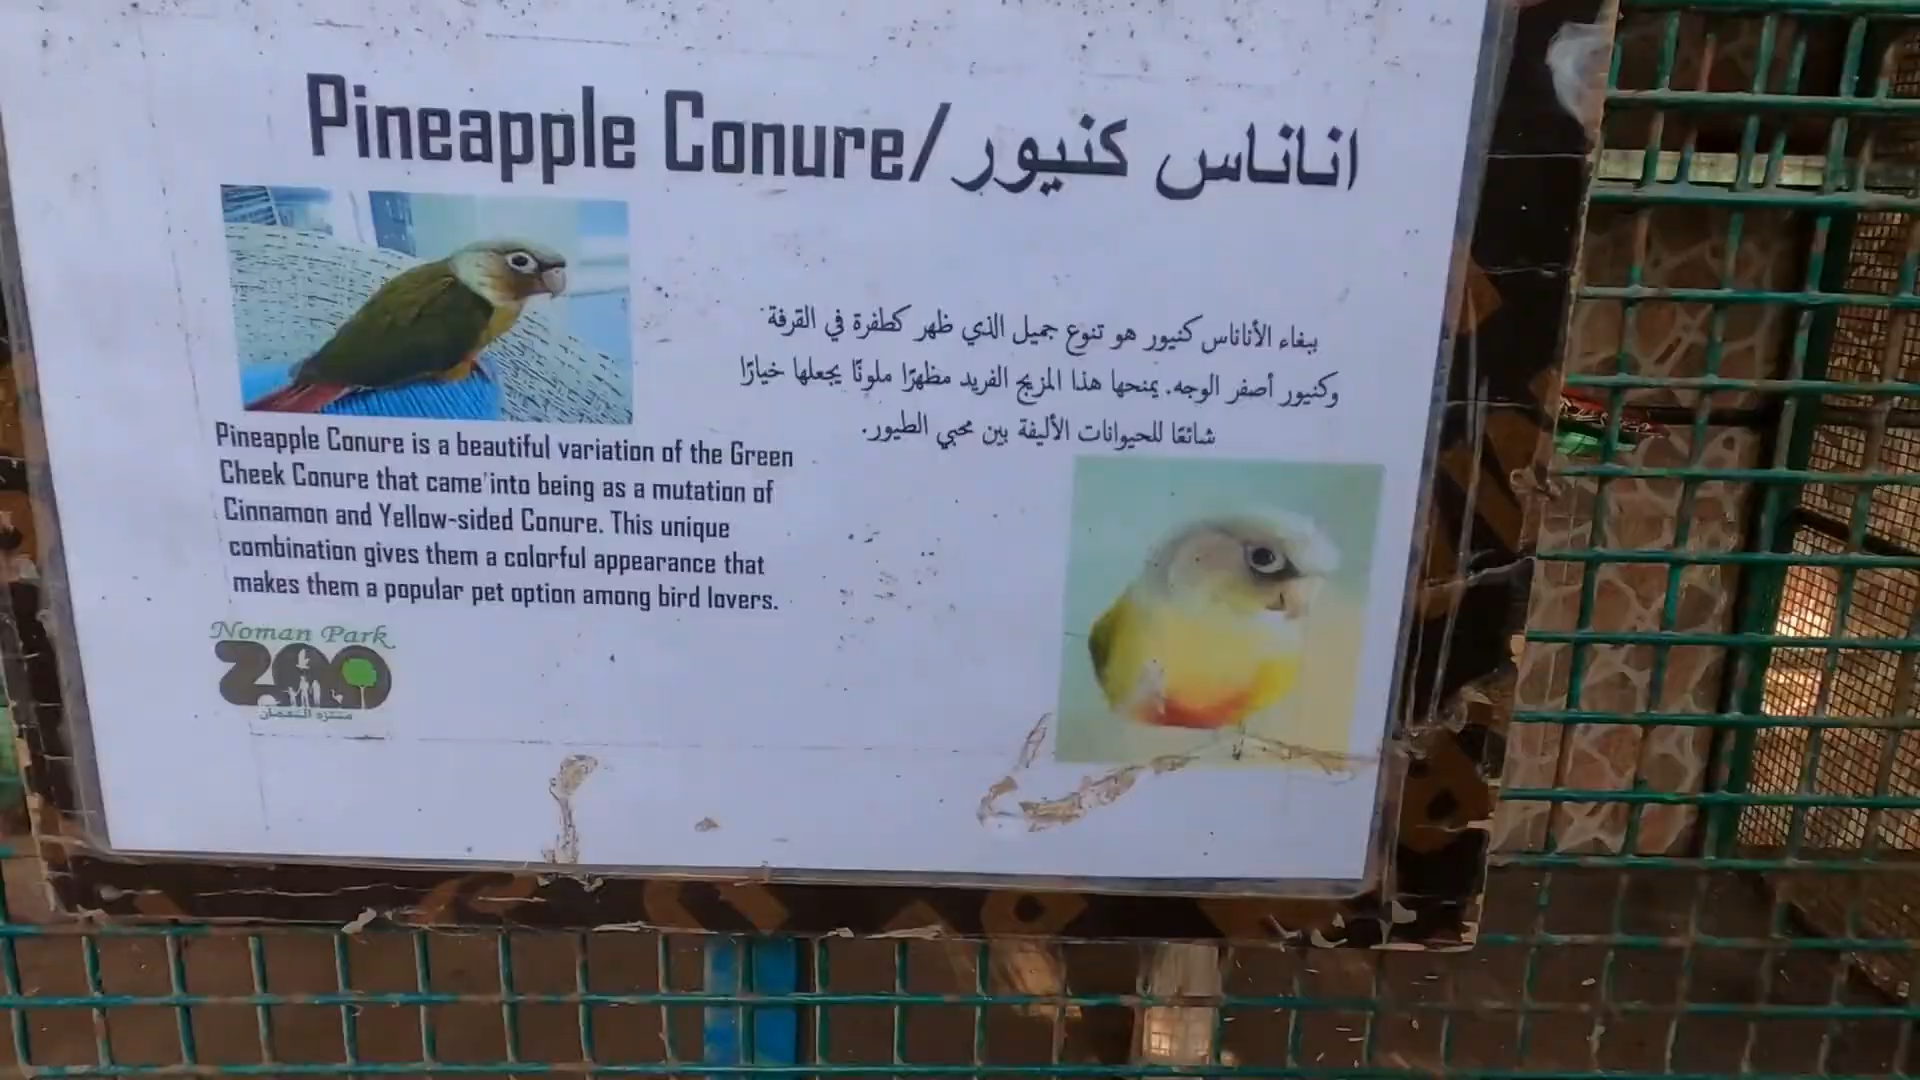 Pineapple Conure/اناناس كنيور
ببغاء الأناناس كنيور هو تنوع جميل الذي ظهر كطفرة في القرفة
وكنيور أصفر الوجه. يمنحها هذا المزيج الفريد مظهرًا ملونًا يجعلها خيارًا
شائعًا للحيوانات الأليفة بين محبي الطيور.
Pineapple Conure is a beautiful variation of the Green
Cheek Conure that came into being as a mutation of
Cinnamon and Yellow-sided Conure. This unique
combination gives them a colorful appearance that
makes them a popular pet option among bird lovers.
Noman Park
ZOO
منتزه النعمان